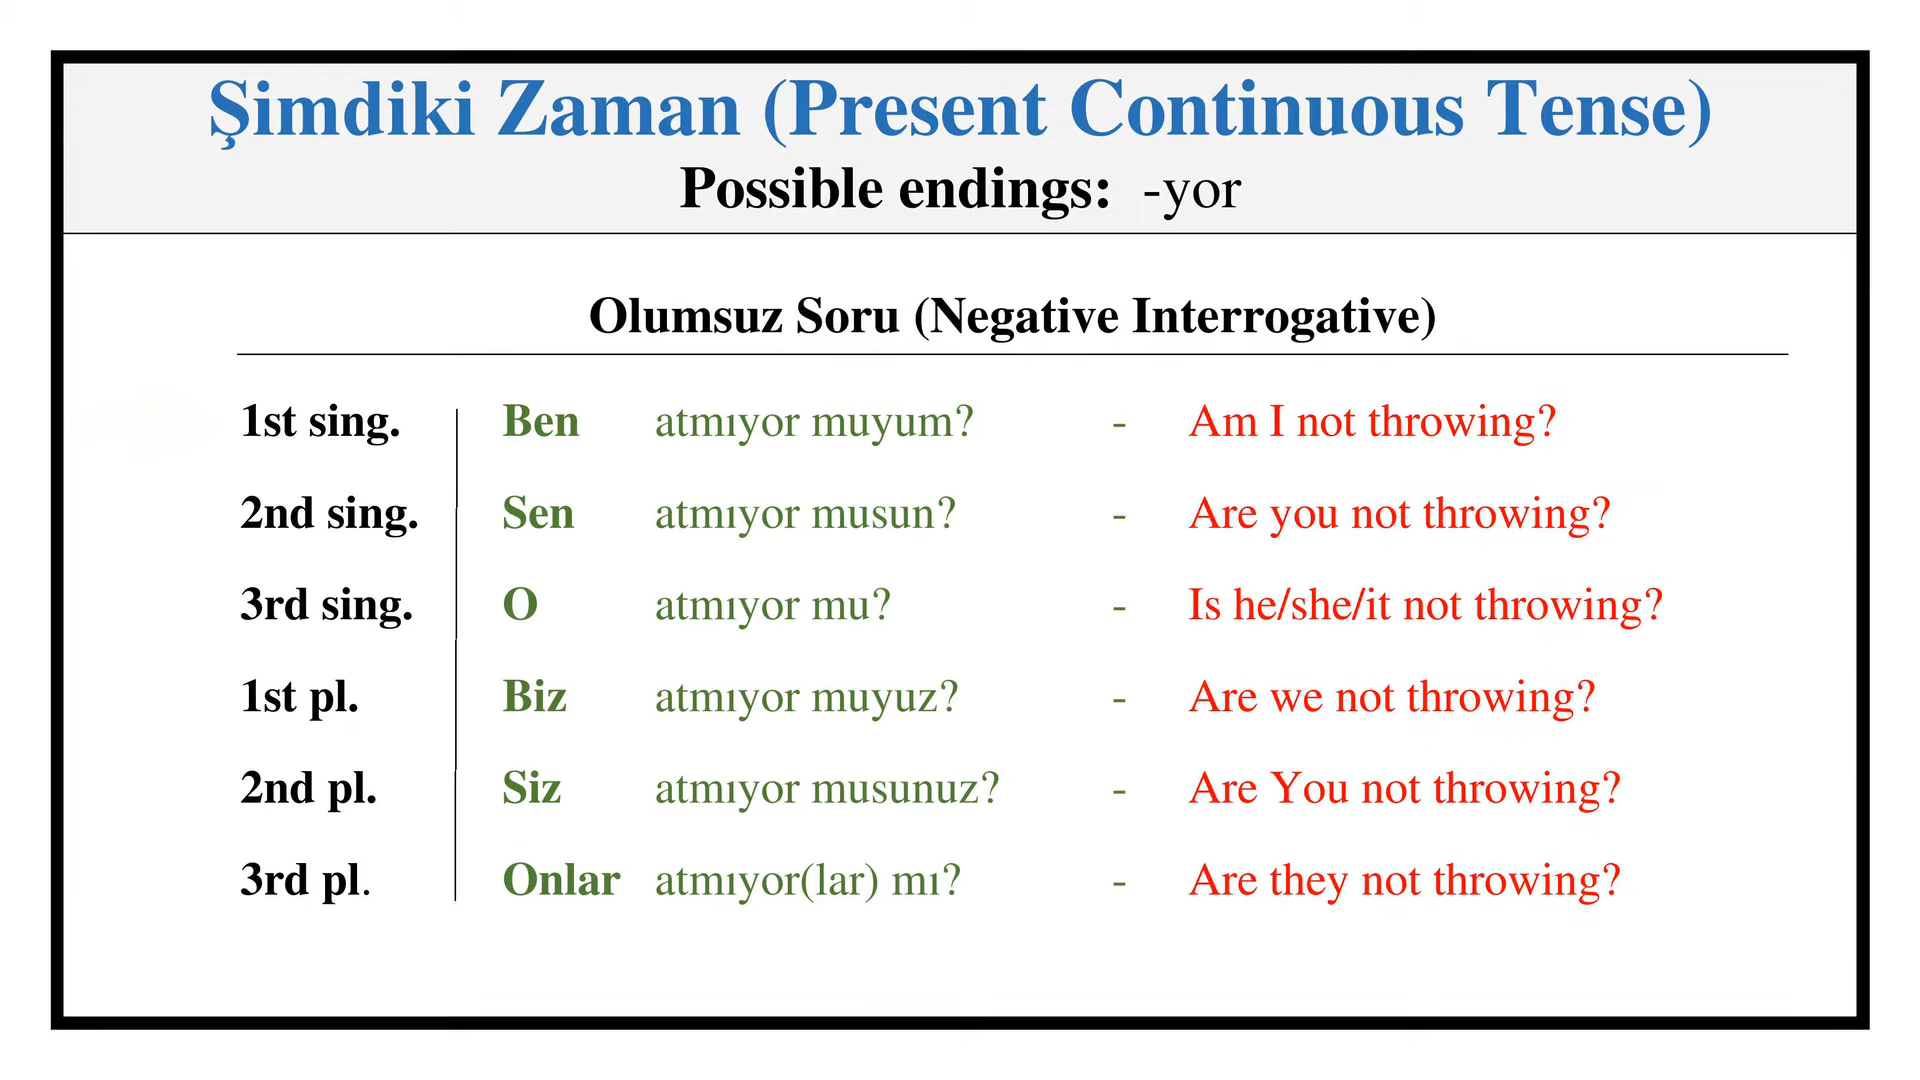 Şimdiki Zaman (Present Continuous Tense)
Possible endings: -yor
Olumsuz Soru (Negative Interrogative)
1st sing. Ben atmıyor muyum? - Am I not throwing?
2nd sing. Sen atmıyor musun? - Are you not throwing?
3rd sing. O atmıyor mu? - Is he/she/it not throwing?
1st pl. Biz atmıyor muyuz? - Are we not throwing?
2nd pl. Siz atmıyor musunuz? - Are You not throwing?
3rd pl. Onlar atmıyor(lar) mı? - Are they not throwing?